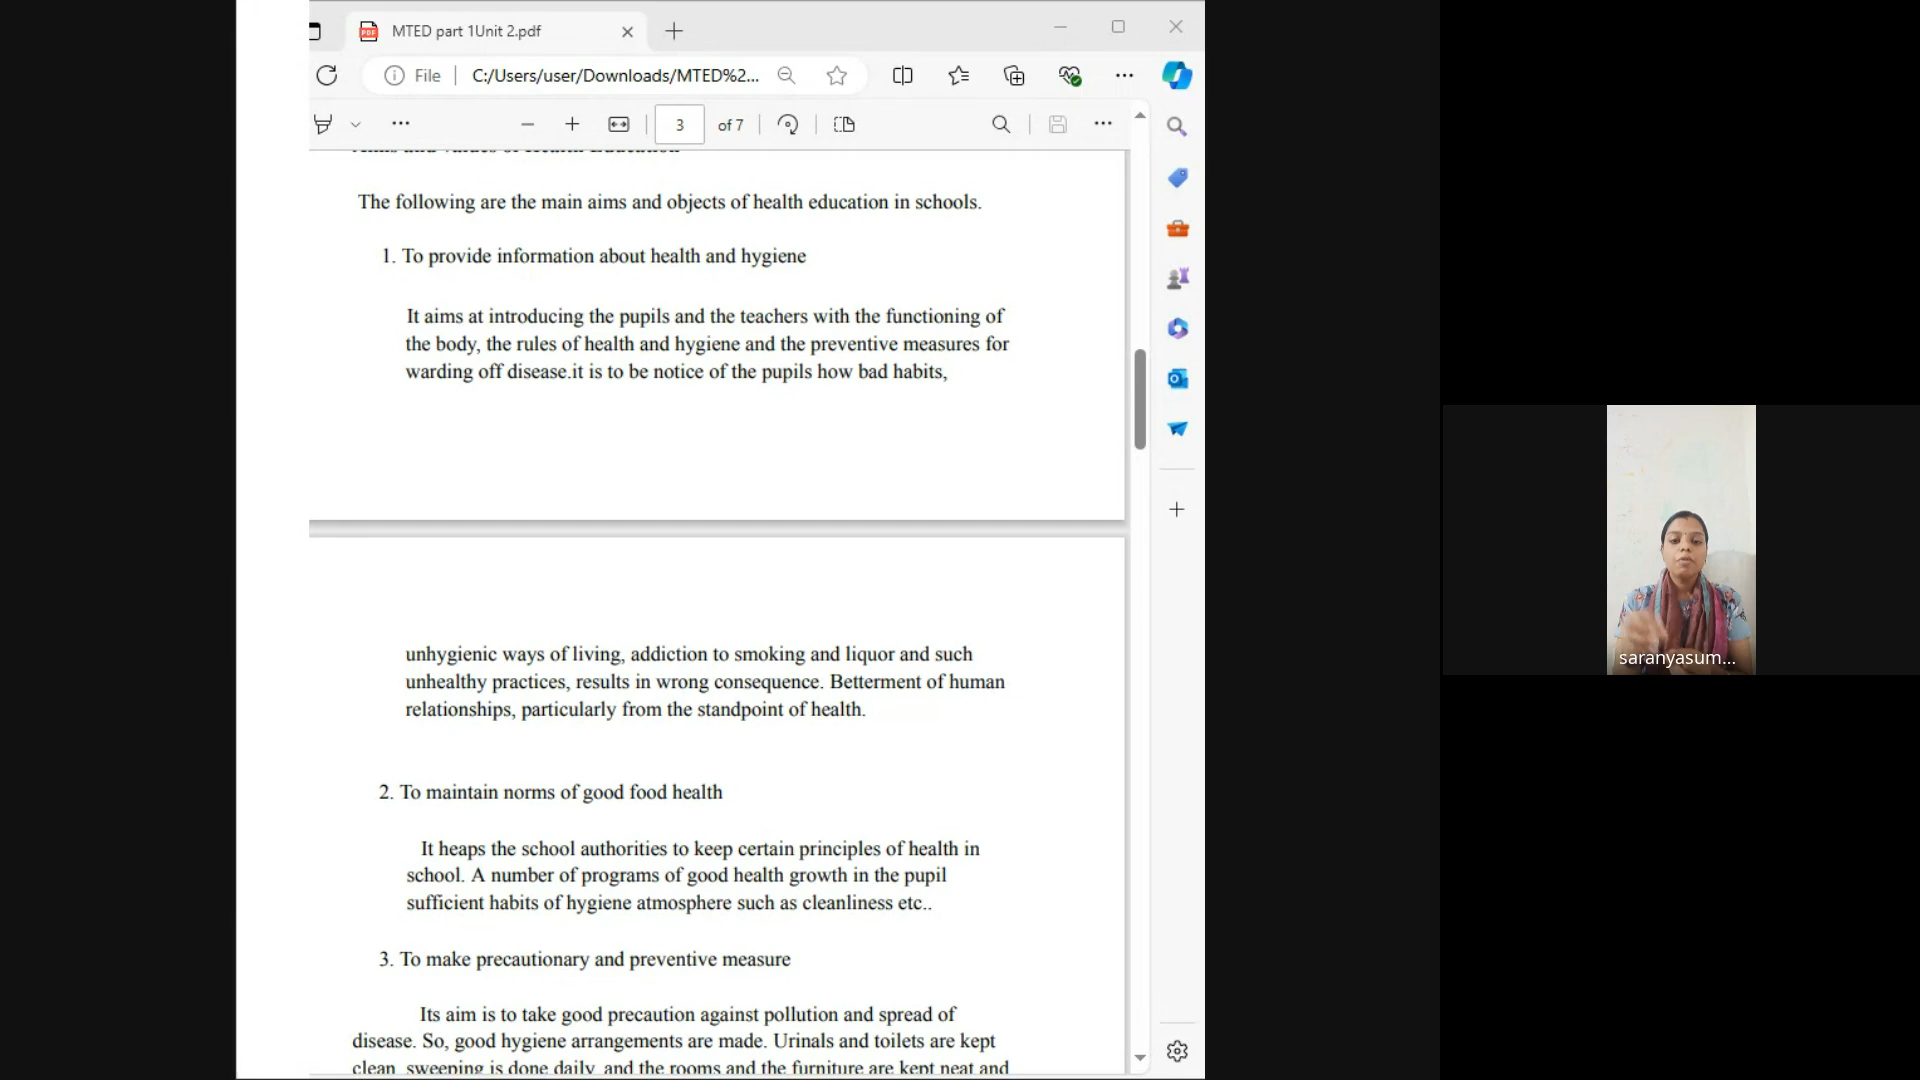 MTED part 1Unit 2.pdf
File
C:/Users/user/Downloads/MTED%2...
3 of 7
Aims and values of Health Education
The following are the main aims and objects of health education in schools.
1. To provide information about health and hygiene
It aims at introducing the pupils and the teachers with the functioning of
the body, the rules of health and hygiene and the preventive measures for
warding off disease.it is to be notice of the pupils how bad habits,
unhygienic ways of living, addiction to smoking and liquor and such
unhealthy practices, results in wrong consequence. Betterment of human
relationships, particularly from the standpoint of health.
2. To maintain norms of good food health
It heaps the school authorities to keep certain principles of health in
school. A number of programs of good health growth in the pupil
sufficient habits of hygiene atmosphere such as cleanliness etc..
3. To make precautionary and preventive measure
Its aim is to take good precaution against pollution and spread of
disease. So, good hygiene arrangements are made. Urinals and toilets are kept
clean, sweeping is done daily, and the rooms and the furniture are kept neat and
saranyasum...